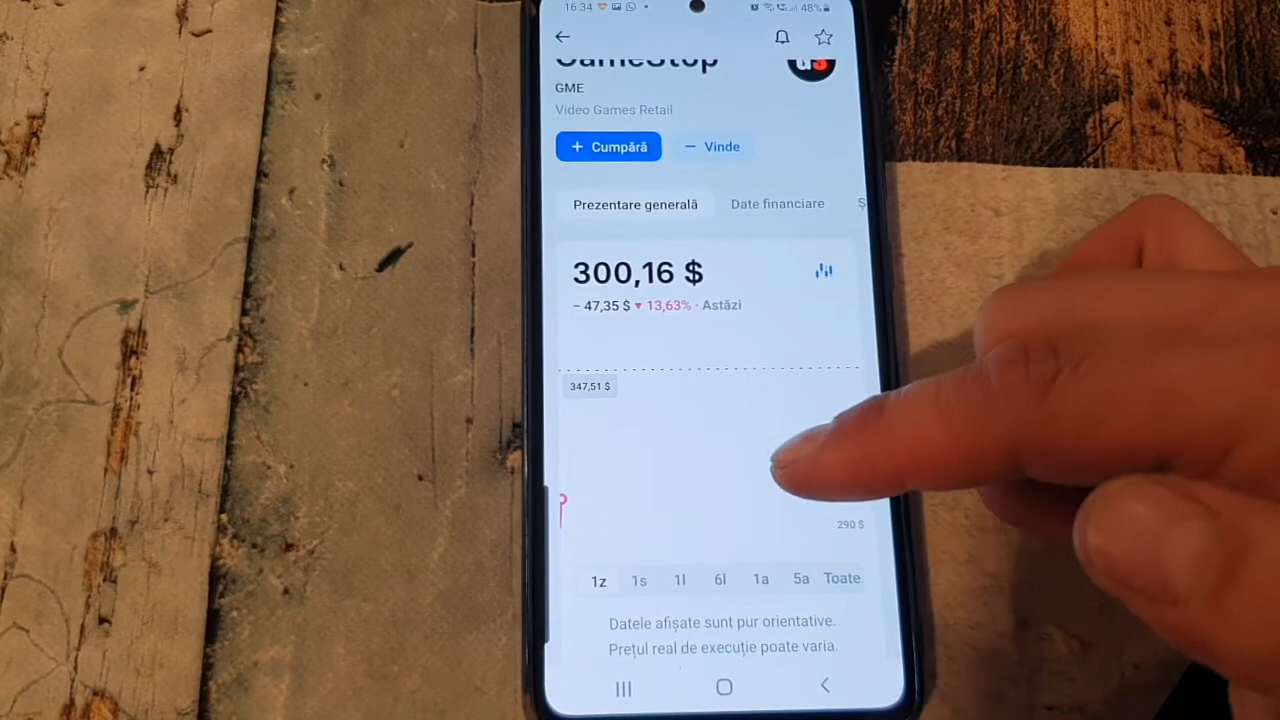 16:34
48%
GameStop
GME
Video Games Retail
+ Cumpără
− Vinde
Prezentare generală
Date financiare
300,16 $
− 47,35 $ ▾ 13,63% · Astăzi
347,51 $
290 $
1z 1s 1l 6l 1a 5a Toate
Datele afișate sunt pur orientative.
Prețul real de execuție poate varia.